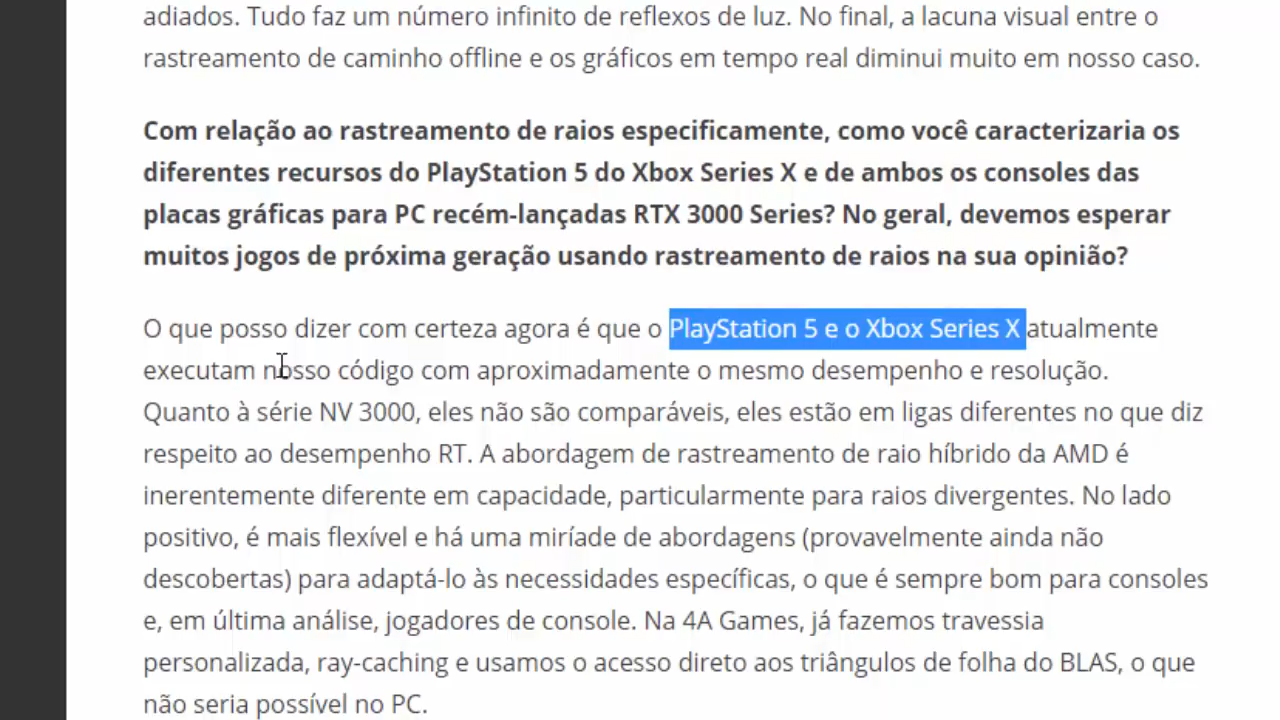 adiados. Tudo faz um número infinito de reflexos de luz. No final, a lacuna visual entre o
rastreamento de caminho offline e os gráficos em tempo real diminui muito em nosso caso.
Com relação ao rastreamento de raios especificamente, como você caracterizaria os
diferentes recursos do PlayStation 5 do Xbox Series X e de ambos os consoles das
placas gráficas para PC recém-lançadas RTX 3000 Series? No geral, devemos esperar
muitos jogos de próxima geração usando rastreamento de raios na sua opinião?
O que posso dizer com certeza agora é que o PlayStation 5 e o Xbox Series X atualmente
executam nosso código com aproximadamente o mesmo desempenho e resolução.
Quanto à série NV 3000, eles não são comparáveis, eles estão em ligas diferentes no que diz
respeito ao desempenho RT. A abordagem de rastreamento de raio híbrido da AMD é
inerentemente diferente em capacidade, particularmente para raios divergentes. No lado
positivo, é mais flexível e há uma miríade de abordagens (provavelmente ainda não
descobertas) para adaptá-lo às necessidades específicas, o que é sempre bom para consoles
e, em última análise, jogadores de console. Na 4A Games, já fazemos travessia
personalizada, ray-caching e usamos o acesso direto aos triângulos de folha do BLAS, o que
não seria possível no PC.